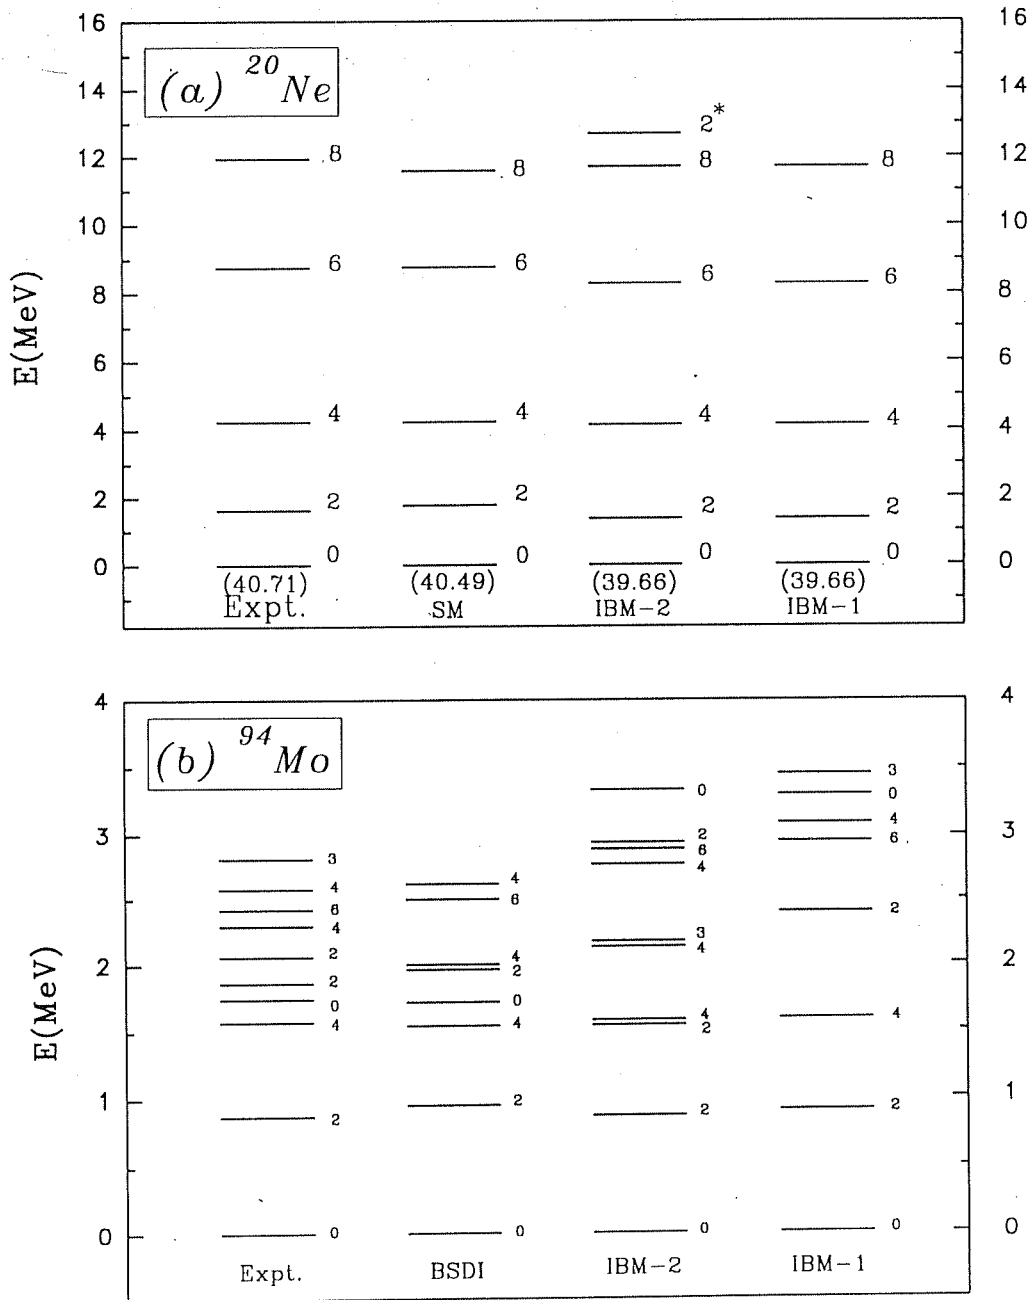 16 16
(a) ²⁰Ne
14 14
2*
12 8 8 8 8 12
10 10
E(MeV)
8 6 6 6 6 8
6 6
4 4 4 4 4 4
2 2 2 2 2 2
0 0 0 0 0 0
(40.71) (40.49) (39.66) (39.66)
Expt. SM IBM-2 IBM-1
4 4
(b) ⁹⁴Mo
3
0 0
3 2 4 3
3 6 6
4 4 4
6 6
4 3 2
4
E(MeV)
2 2 4 2
2 2
0 0
4 4 4 4
2
1 2 2 2 2 1
0 0 0 0 0 0
Expt. BSDI IBM-2 IBM-1